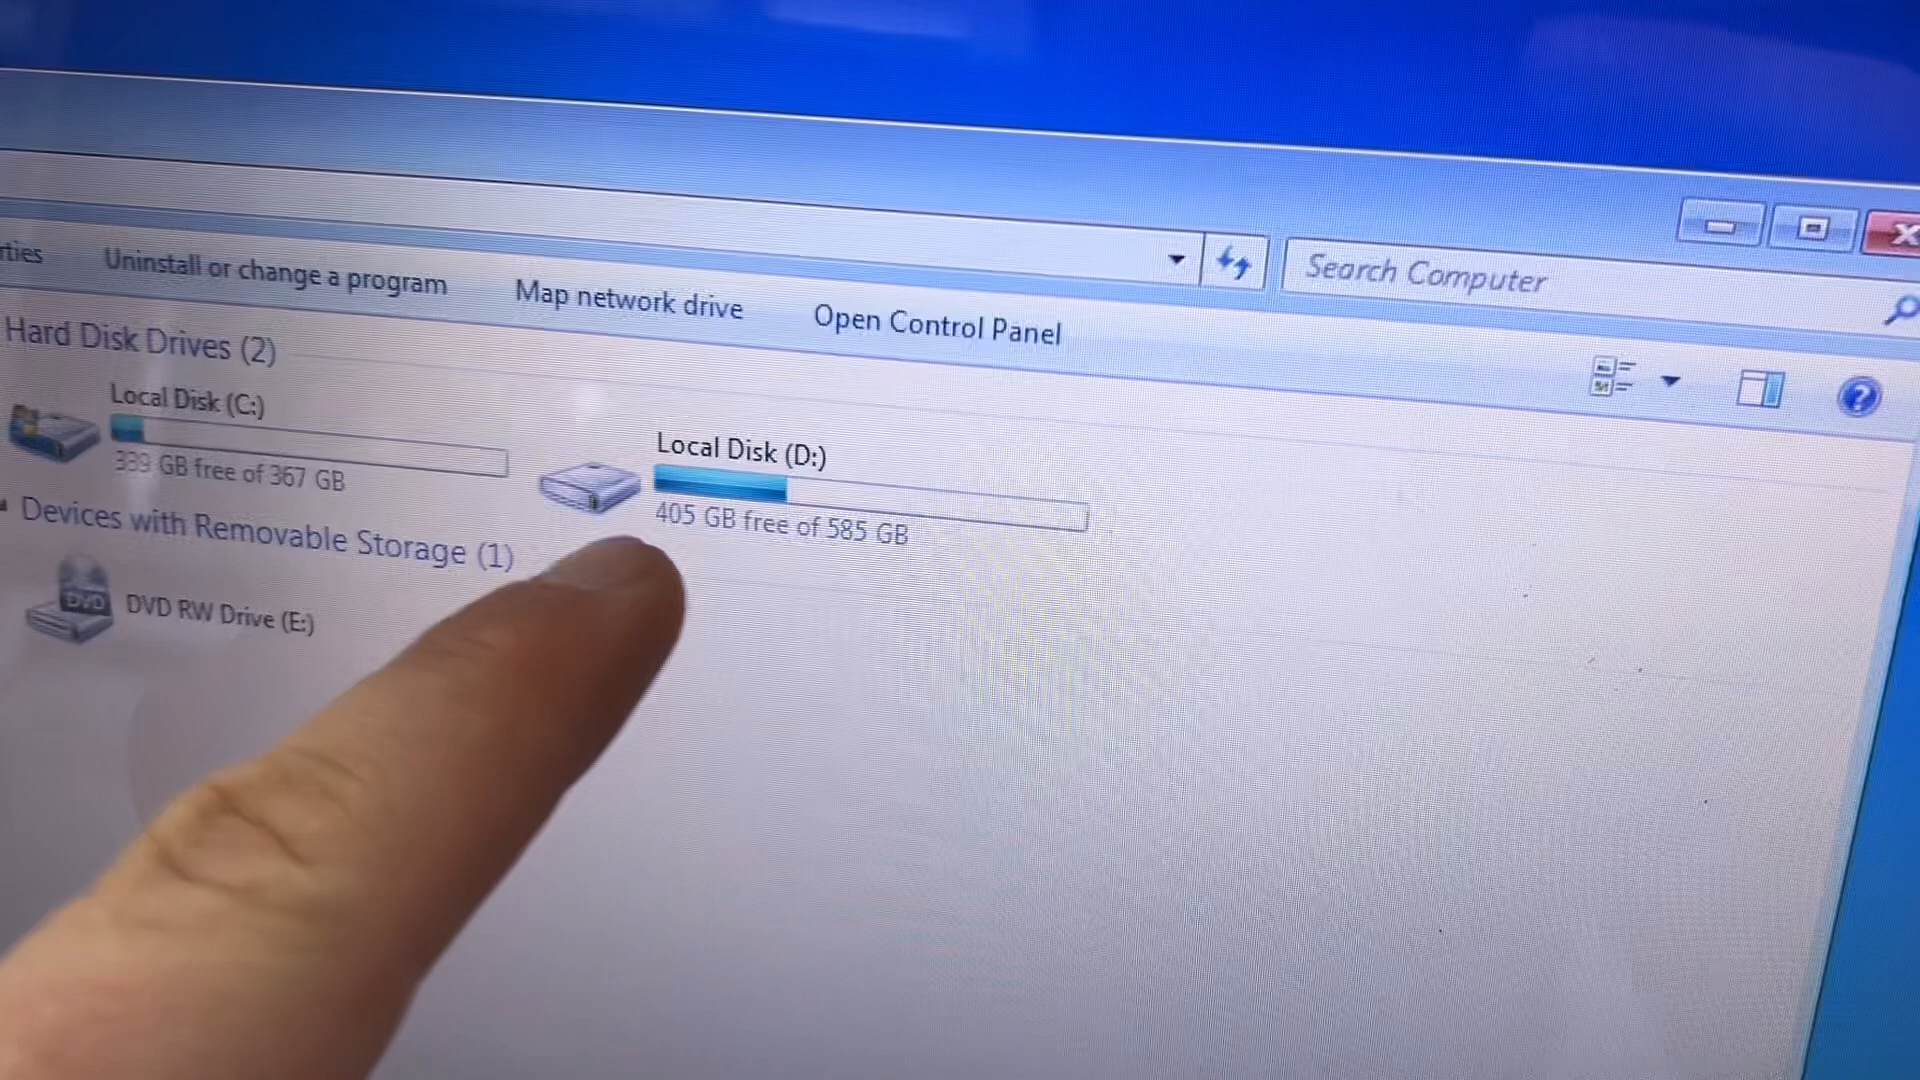 Search Computer
rties Uninstall or change a program Map network drive Open Control Panel
Hard Disk Drives (2)
Local Disk (C:)
339 GB free of 367 GB
Local Disk (D:)
405 GB free of 585 GB
Devices with Removable Storage (1)
DVD
DVD RW Drive (E:)